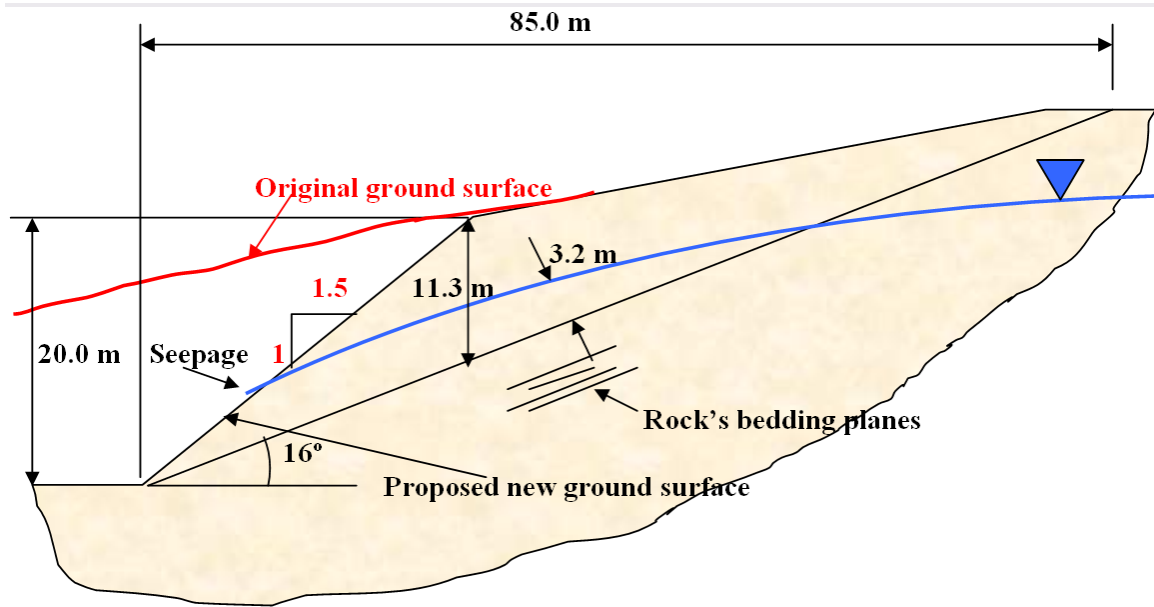 85.0 m
Original ground surface
3.2 m
1.5
11.3 m
20.0 m
Seepage
1
Rock's bedding planes
16º
Proposed new ground surface